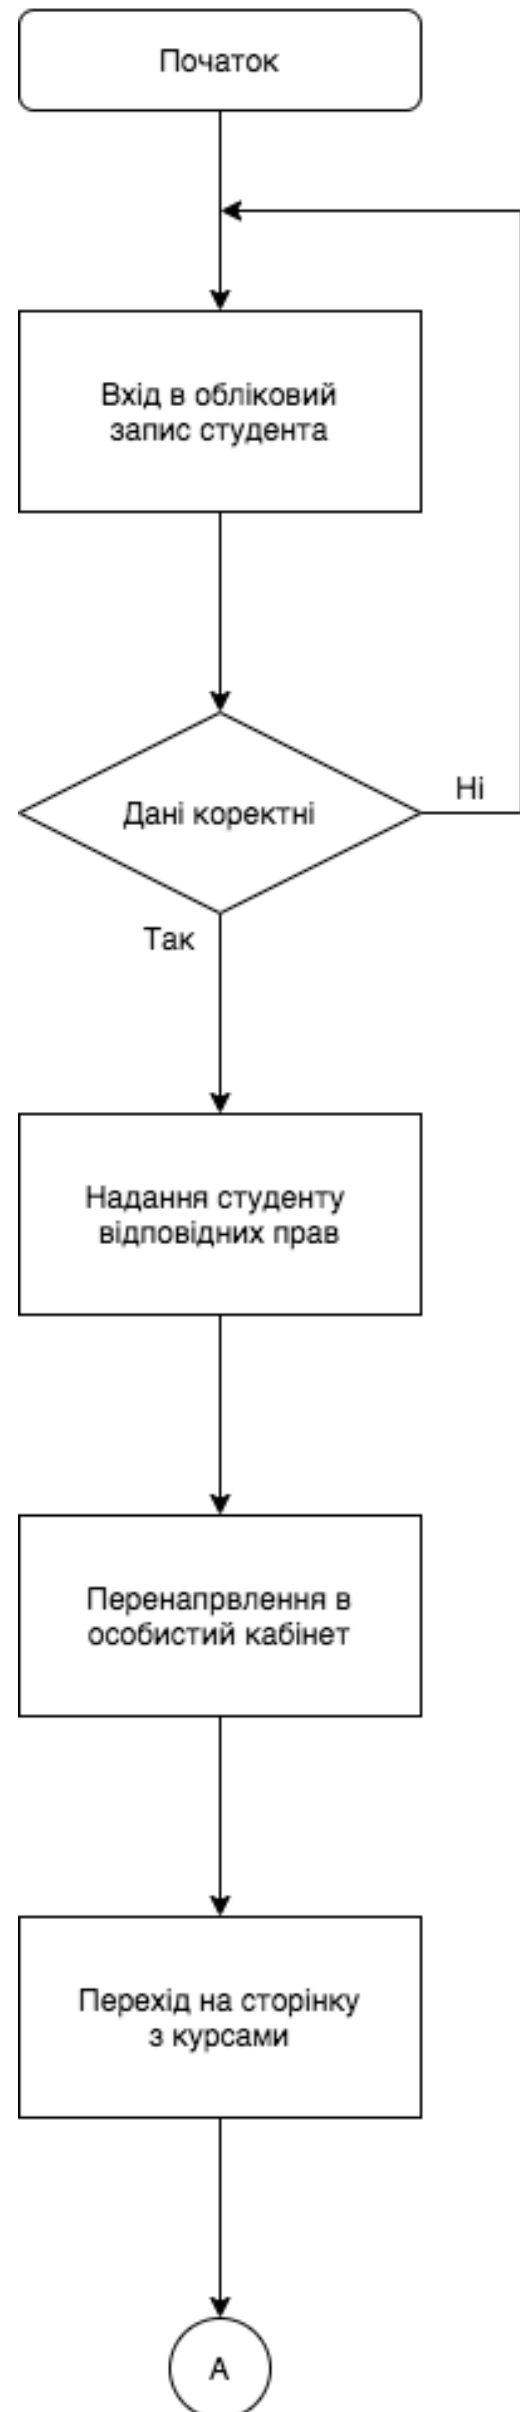 Початок
Вхід в обліковий
запис студента
Дані коректні
Ні
Так
Надання студенту
відповідних прав
Перенапрвлення в
особистий кабінет
Перехід на сторінку
з курсами
А